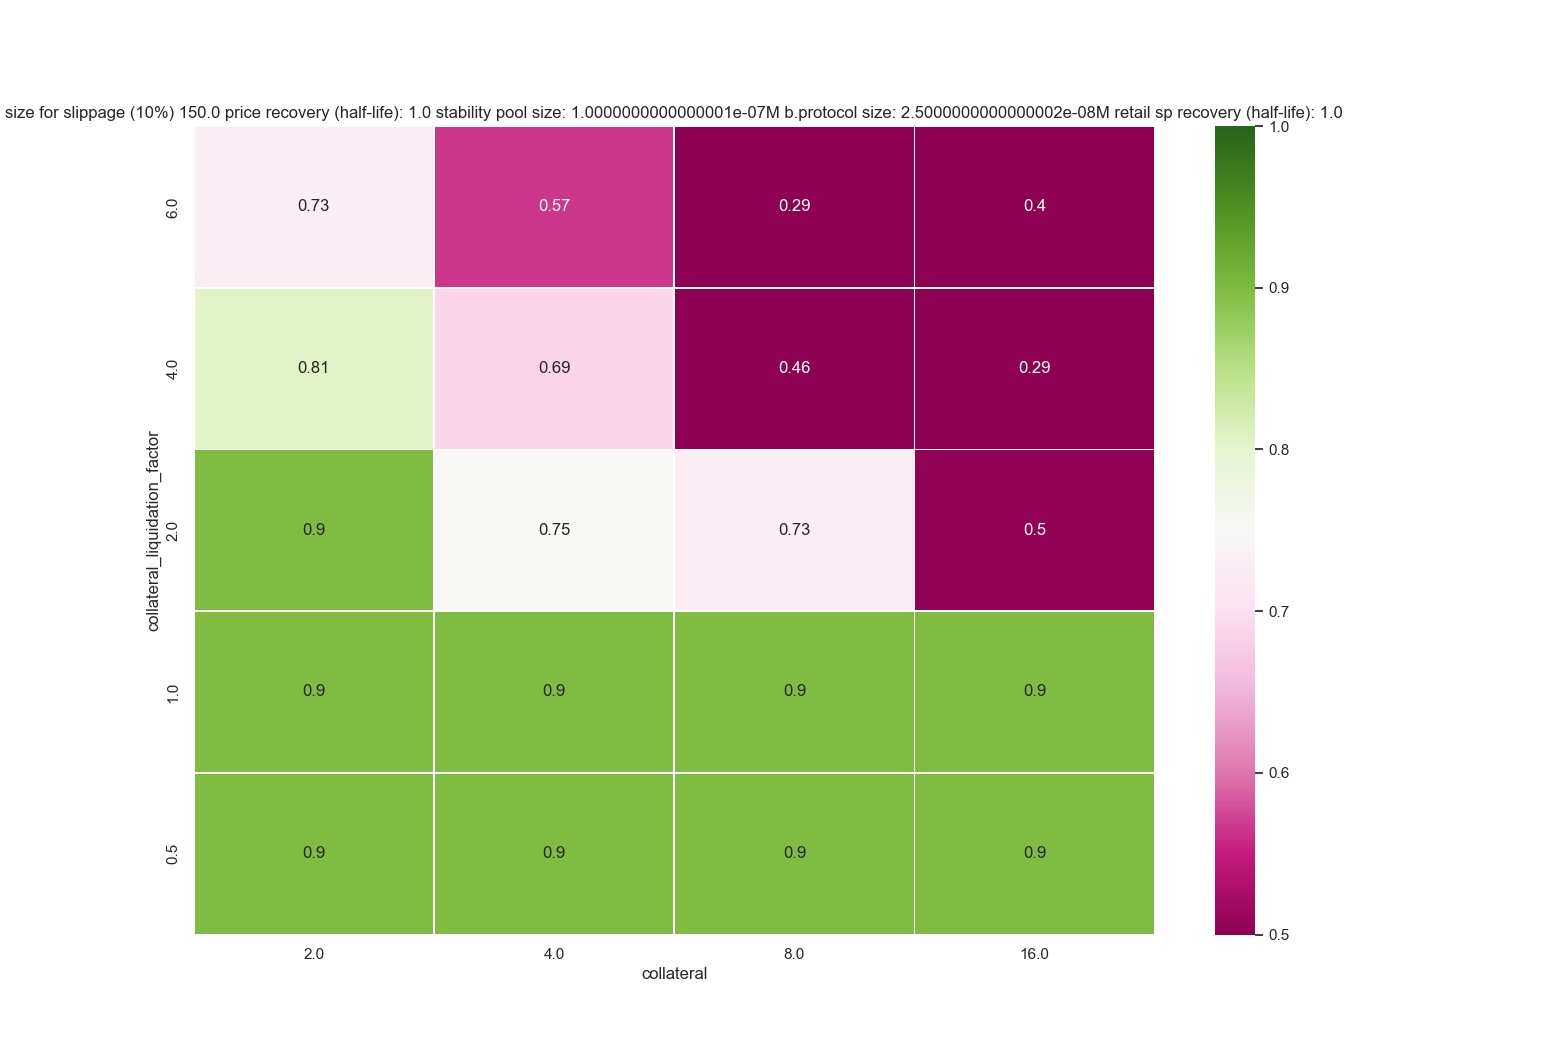 size for slippage (10%) 150.0 price recovery (half-life): 1.0 stability pool size: 1.0000000000000001e-07M b.protocol size: 2.5000000000000002e-08M retail sp recovery (half-life): 1.0
collateral_liquidation_factor
6.0 0.73 0.57 0.29 0.4
4.0 0.81 0.69 0.46 0.29
2.0 0.9 0.75 0.73 0.5
1.0 0.9 0.9 0.9 0.9
0.5 0.9 0.9 0.9 0.9
2.0 4.0 8.0 16.0
collateral
1.0
0.9
0.8
0.7
0.6
0.5